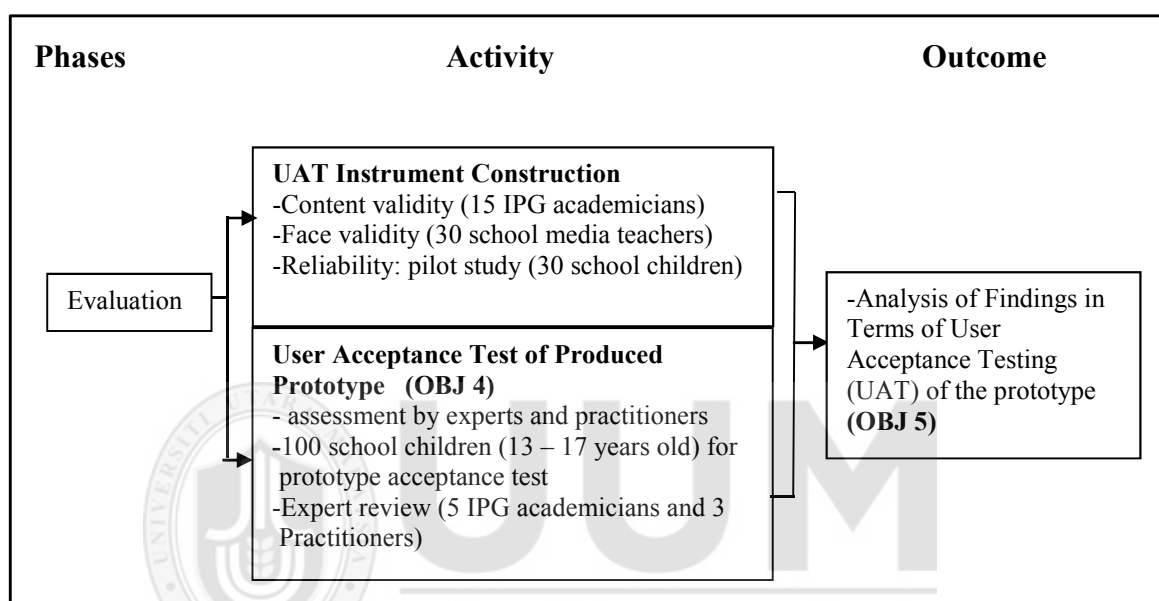 Phases Activity Outcome
UAT Instrument Construction
-Content validity (15 IPG academicians)
-Face validity (30 school media teachers)
-Reliability: pilot study (30 school children)
Evaluation
User Acceptance Test of Produced
Prototype (OBJ 4)
- assessment by experts and practitioners
-100 school children (13 – 17 years old) for
prototype acceptance test
-Expert review (5 IPG academicians and 3
Practitioners)
-Analysis of Findings in
Terms of User
Acceptance Testing
(UAT) of the prototype
(OBJ 5)
UUM